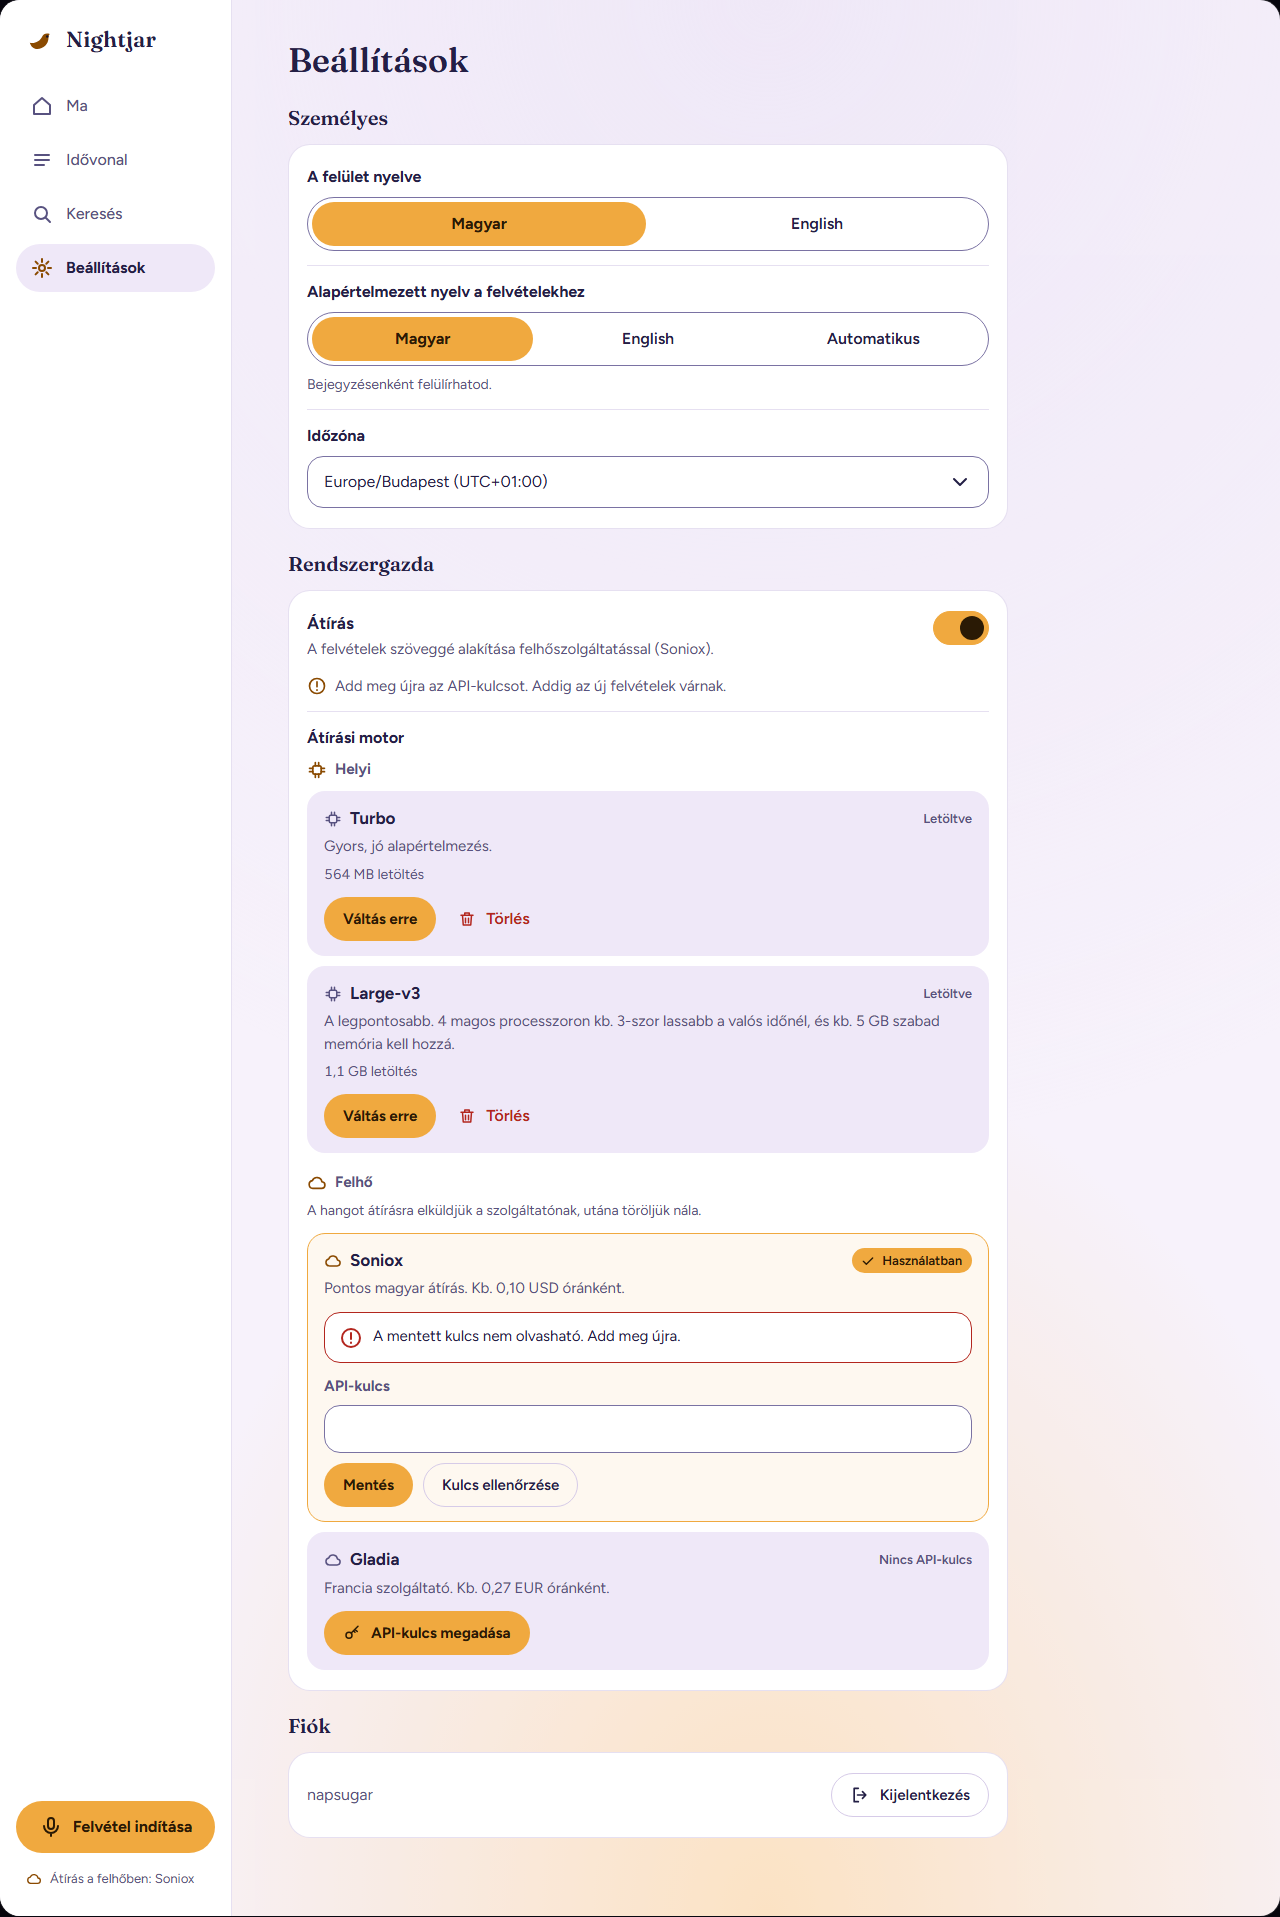 Nightjar
Ma
Idővonal
Keresés
Beállítások
Felvétel indítása
Átírás a felhőben: Soniox
Beállítások
Személyes
A felület nyelve
Magyar
English
Alapértelmezett nyelv a felvételekhez
Magyar
English
Automatikus
Bejegyzésenként felülírhatod.
Időzóna
Europe/Budapest (UTC+01:00)
Rendszergazda
Átírás
A felvételek szöveggé alakítása felhőszolgáltatással (Soniox).
Add meg újra az API-kulcsot. Addig az új felvételek várnak.
Átírási motor
Helyi
Turbo
Letöltve
Gyors, jó alapértelmezés.
564 MB letöltés
Váltás erre
Törlés
Large-v3
Letöltve
A legpontosabb. 4 magos processzoron kb. 3-szor lassabb a valós időnél, és kb. 5 GB szabad
memória kell hozzá.
1,1 GB letöltés
Váltás erre
Törlés
Felhő
A hangot átírásra elküldjük a szolgáltatónak, utána töröljük nála.
Soniox
Használatban
Pontos magyar átírás. Kb. 0,10 USD óránként.
A mentett kulcs nem olvasható. Add meg újra.
API-kulcs
Mentés
Kulcs ellenőrzése
Gladia
Nincs API-kulcs
Francia szolgáltató. Kb. 0,27 EUR óránként.
API-kulcs megadása
Fiók
napsugar
Kijelentkezés